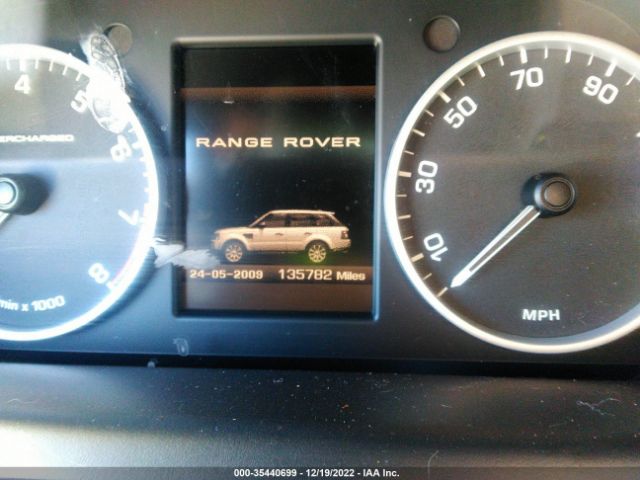 4 5 6 7 8
ERCHARGED
min x 1000
RANGE ROVER
24-05-2009 135782 Miles
10 30 50 70 90
MPH
000-35440699 - 12/19/2022 - IAA Inc.